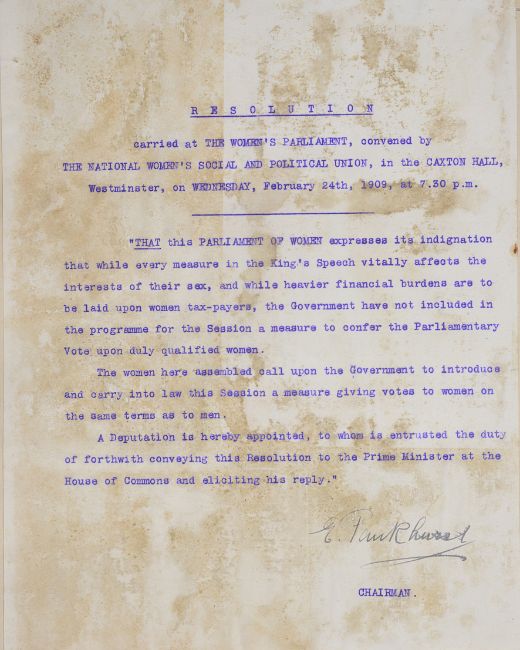 R E S O L U T I O N
carried at THE WOMEN'S PARLIAMENT, convened by
THE NATIONAL WOMEN'S SOCIAL AND POLITICAL UNION, in the CAXTON HALL,
Westminster, on WEDNESDAY, February 24th, 1909, at 7.30 p.m.
"THAT this PARLIAMENT OF WOMEN expresses its indignation
that while every measure in the King's Speech vitally affects the
interests of their sex, and while heavier financial burdens are to
be laid upon women tax-payers, the Government have not included in
the programme for the Session a measure to confer the Parliamentary
Vote upon duly qualified women.
The women here assembled call upon the Government to introduce
and carry into law this Session a measure giving votes to women on
the same terms as to men.
A Deputation is hereby appointed, to whom is entrusted the duty
of forthwith conveying this Resolution to the Prime Minister at the
House of Commons and eliciting his reply."
E. Pankhurst
CHAIRMAN.